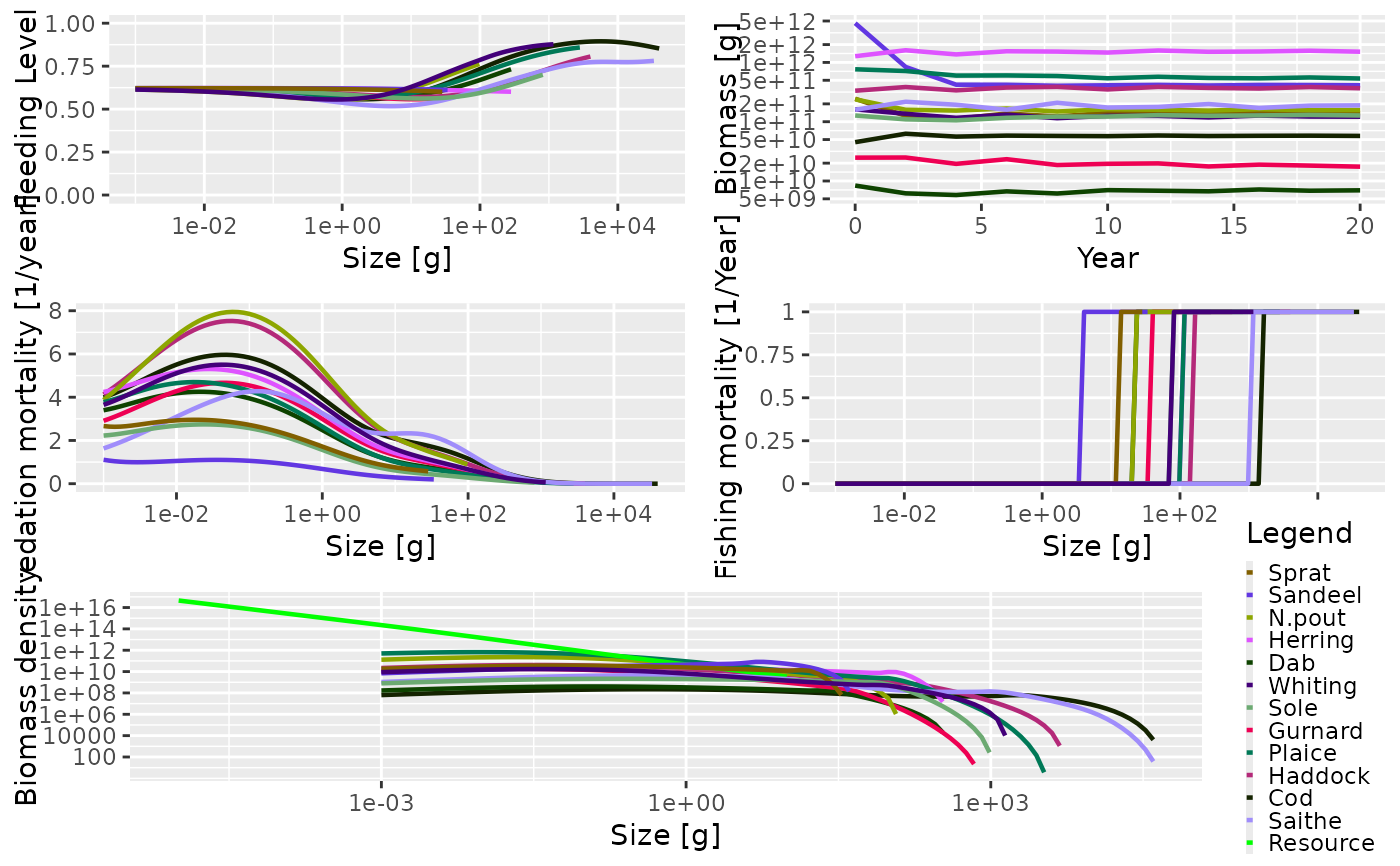 Feeding Level
1.00
0.75
0.50
0.25
0.00
1e-02
1e+00
1e+02
1e+04
Size [g]
Biomass [g]
5e+12
2e+12
1e+12
5e+11
2e+11
1e+11
5e+10
2e+10
1e+10
5e+09
0
5
10
15
20
Year
edation mortality [1/year]
8
6
4
2
0
1e-02
1e+00
1e+02
1e+04
Size [g]
Fishing mortality [1/Year]
1
0.75
0.5
0.25
0
1e-02
1e+00
1e+02
Size [g]
Biomass density
1e+16
1e+14
1e+12
1e+10
1e+08
1e+06
10000
100
1e-03
1e+00
1e+03
Size [g]
Legend
Sprat
Sandeel
N.pout
Herring
Dab
Whiting
Sole
Gurnard
Plaice
Haddock
Cod
Saithe
Resource